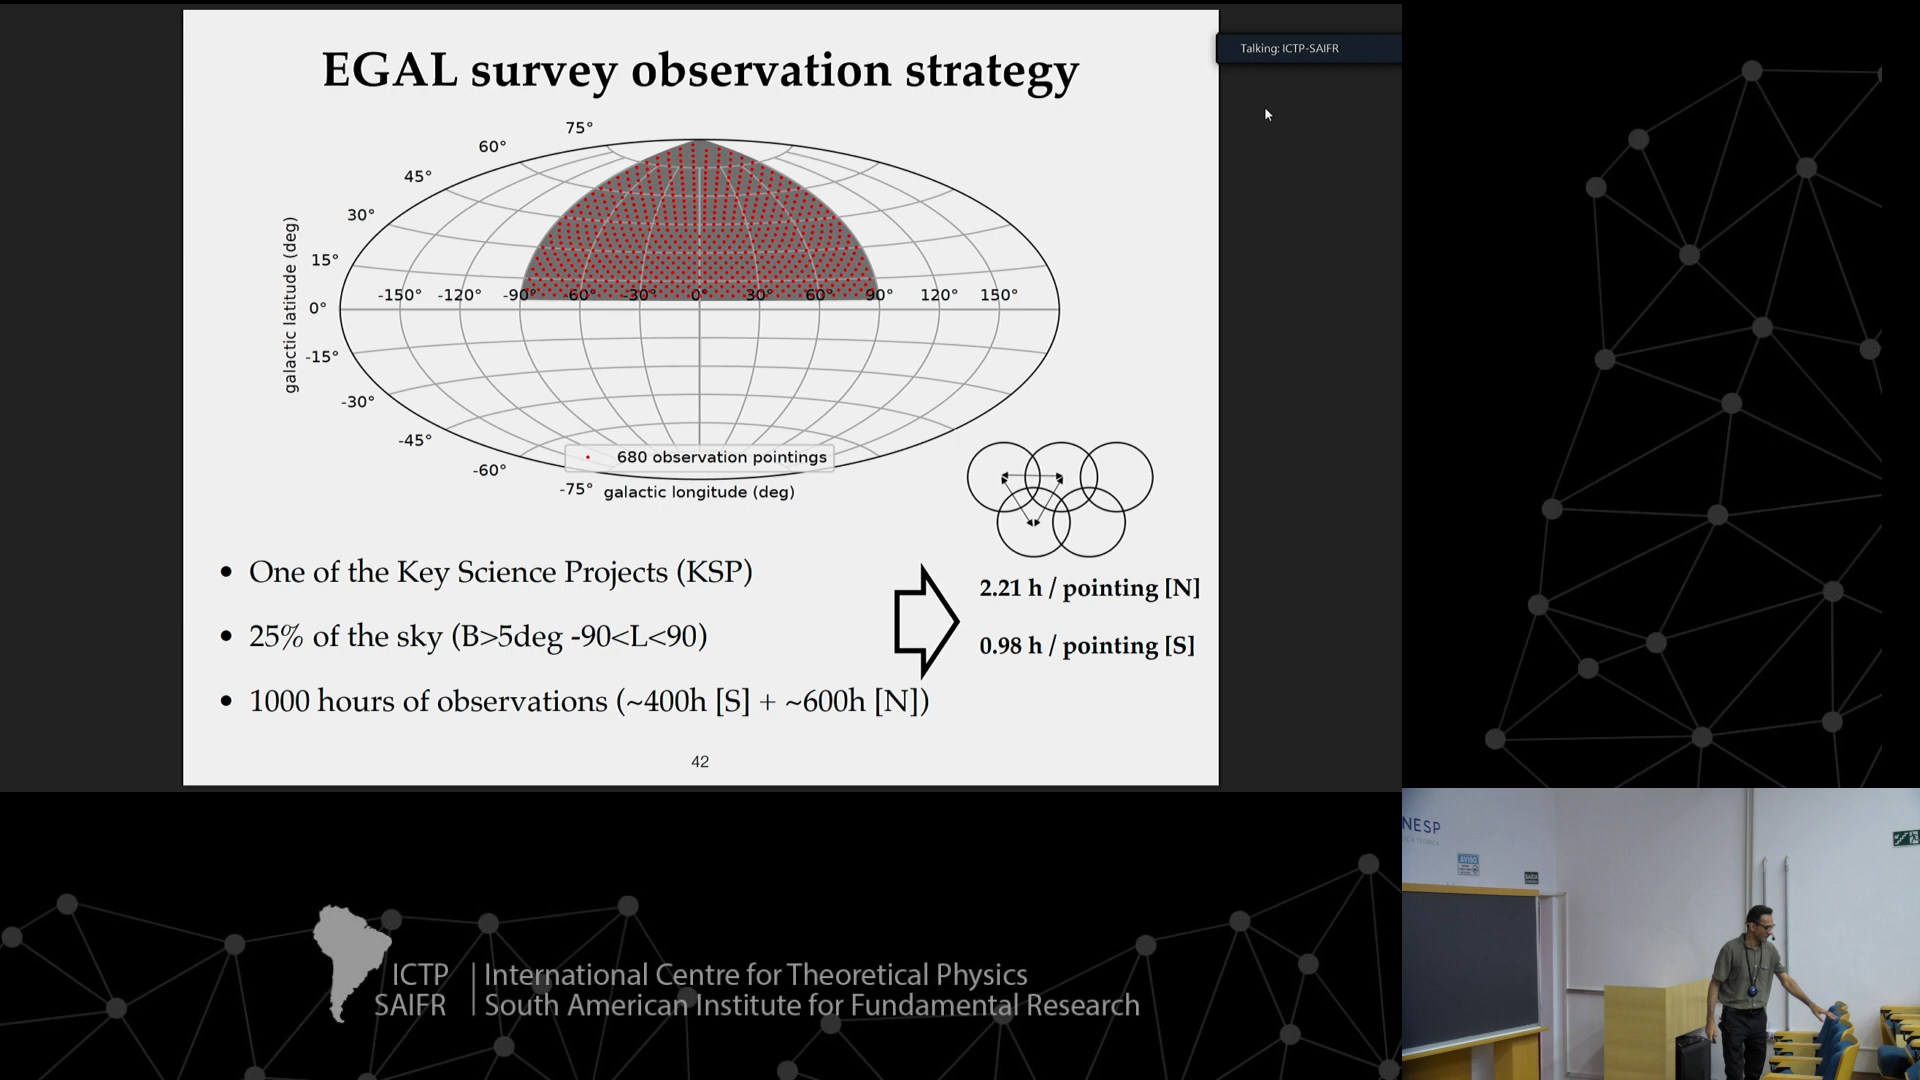 EGAL survey observation strategy
Talking: ICTP-SAIFR
75°
60°
45°
30°
15°
0°
-15°
-30°
-45°
-60°
-75°
galactic latitude (deg)
-150° -120° -90° -60° -30° 0° 30° 60° 90° 120° 150°
680 observation pointings
galactic longitude (deg)
• One of the Key Science Projects (KSP)
• 25% of the sky (B>5deg -90<L<90)
• 1000 hours of observations (~400h [S] + ~600h [N])
2.21 h / pointing [N]
0.98 h / pointing [S]
42
ICTP | International Centre for Theoretical Physics
SAIFR | South American Institute for Fundamental Research
NESP
AVISO
SAÍDA